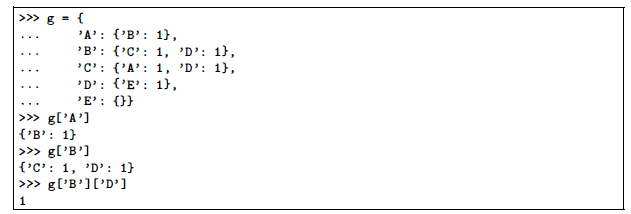 >>> g = {
...     ’A’: {’B’: 1},
...     ’B’: {’C’: 1, ’D’: 1},
...     ’C’: {’A’: 1, ’D’: 1},
...     ’D’: {’E’: 1},
...     ’E’: {}}
>>> g[’A’]
{’B’: 1}
>>> g[’B’]
{’C’: 1, ’D’: 1}
>>> g[’B’][’D’]
1